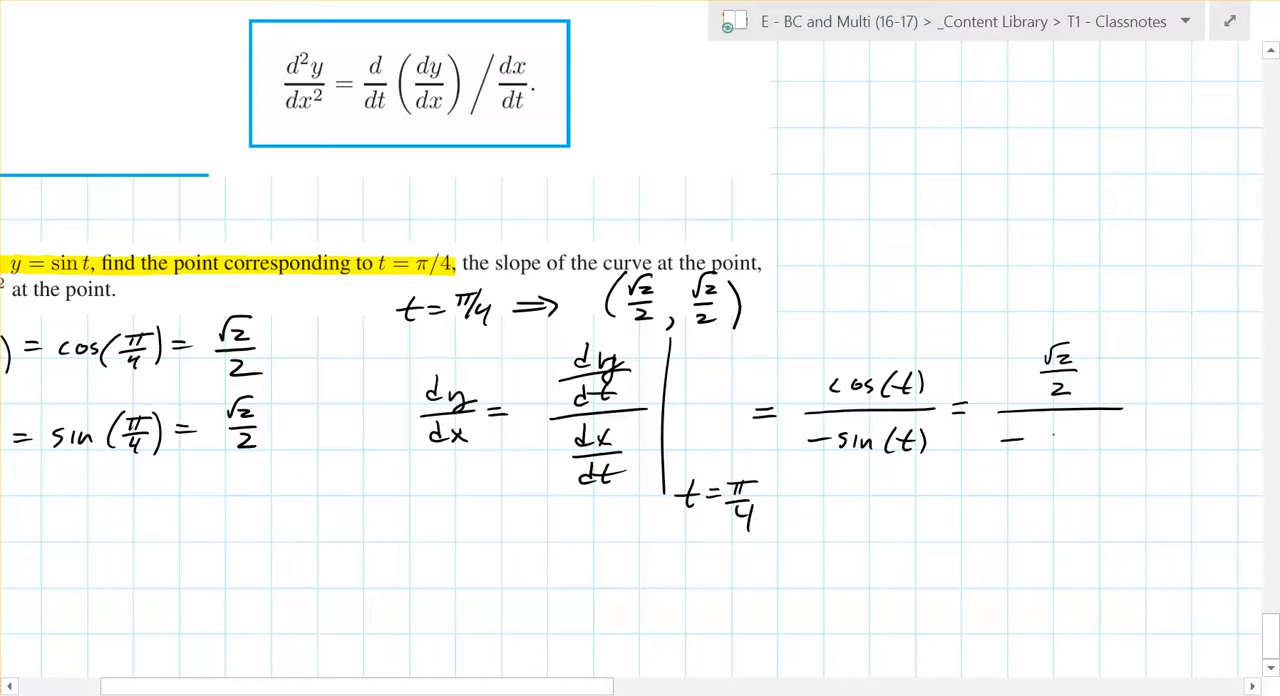 E - BC and Multi (16-17) > _Content Library > T1 - Classnotes
d²y/dx² = d/dt (dy/dx) / dx/dt.
y = sin t, find the point corresponding to t = π/4, the slope of the curve at the point,
2 at the point.
t = π/4 ⟹ (√2/2, √2/2)
) = cos(π/4) = √2/2
= sin(π/4) = √2/2
dy/dx = (dy/dt)/(dx/dt) | t = π/4 = cos(t)/-sin(t) = (√2/2)/-